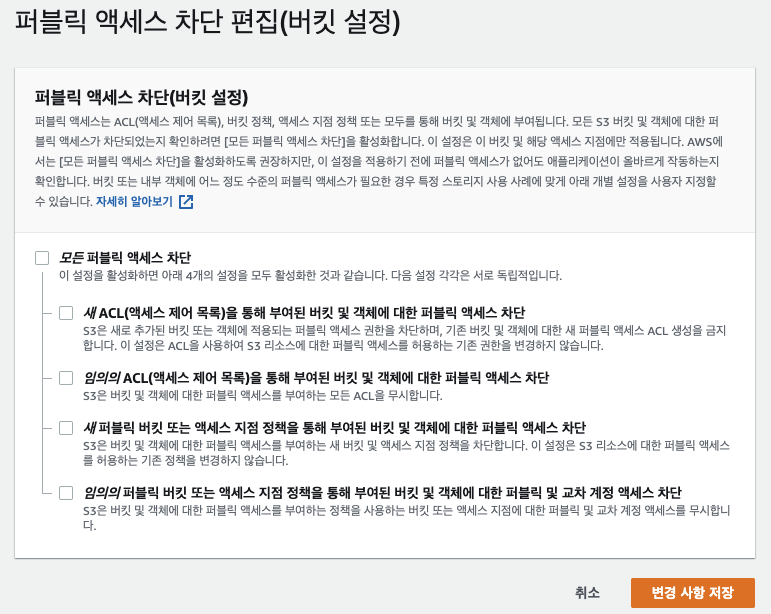 퍼블릭 액세스 차단 편집(버킷 설정)
퍼블릭 액세스 차단(버킷 설정)
퍼블릭 액세스는 ACL(액세스 제어 목록), 버킷 정책, 액세스 지점 정책 또는 모두를 통해 버킷 및 객체에 부여됩니다. 모든 S3 버킷 및 객체에 대한 퍼
블릭 액세스가 차단되었는지 확인하려면 [모든 퍼블릭 액세스 차단]을 활성화합니다. 이 설정은 이 버킷 및 해당 액세스 지점에만 적용됩니다. AWS에
서는 [모든 퍼블릭 액세스 차단]을 활성화하도록 권장하지만, 이 설정을 적용하기 전에 퍼블릭 액세스가 없어도 애플리케이션이 올바르게 작동하는지
확인합니다. 버킷 또는 내부 객체에 어느 정도 수준의 퍼블릭 액세스가 필요한 경우 특정 스토리지 사용 사례에 맞게 아래 개별 설정을 사용자 지정할
수 있습니다. 자세히 알아보기
모든 퍼블릭 액세스 차단
이 설정을 활성화하면 아래 4개의 설정을 모두 활성화한 것과 같습니다. 다음 설정 각각은 서로 독립적입니다.
새 ACL(액세스 제어 목록)을 통해 부여된 버킷 및 객체에 대한 퍼블릭 액세스 차단
S3은 새로 추가된 버킷 또는 객체에 적용되는 퍼블릭 액세스 권한을 차단하며, 기존 버킷 및 객체에 대한 새 퍼블릭 액세스 ACL 생성을 금지
합니다. 이 설정은 ACL을 사용하여 S3 리소스에 대한 퍼블릭 액세스를 허용하는 기존 권한을 변경하지 않습니다.
임의의 ACL(액세스 제어 목록)을 통해 부여된 버킷 및 객체에 대한 퍼블릭 액세스 차단
S3은 버킷 및 객체에 대한 퍼블릭 액세스를 부여하는 모든 ACL을 무시합니다.
새 퍼블릭 버킷 또는 액세스 지점 정책을 통해 부여된 버킷 및 객체에 대한 퍼블릭 액세스 차단
S3은 버킷 및 객체에 대한 퍼블릭 액세스를 부여하는 새 버킷 및 액세스 지점 정책을 차단합니다. 이 설정은 S3 리소스에 대한 퍼블릭 액세스
를 허용하는 기존 정책을 변경하지 않습니다.
임의의 퍼블릭 버킷 또는 액세스 지점 정책을 통해 부여된 버킷 및 객체에 대한 퍼블릭 및 교차 계정 액세스 차단
S3은 버킷 및 객체에 대한 퍼블릭 액세스를 부여하는 정책을 사용하는 버킷 또는 액세스 지점에 대한 퍼블릭 및 교차 계정 액세스를 무시합니
다.
취소
변경 사항 저장